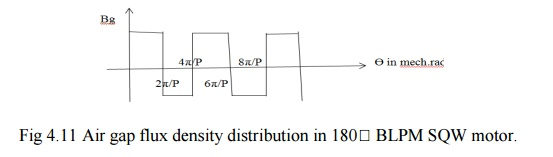 Bg
4π/P
8π/P
ϴ in mech.rad
2π/P
6π/P
Fig 4.11 Air gap flux density distribution in 180□ BLPM SQW motor.